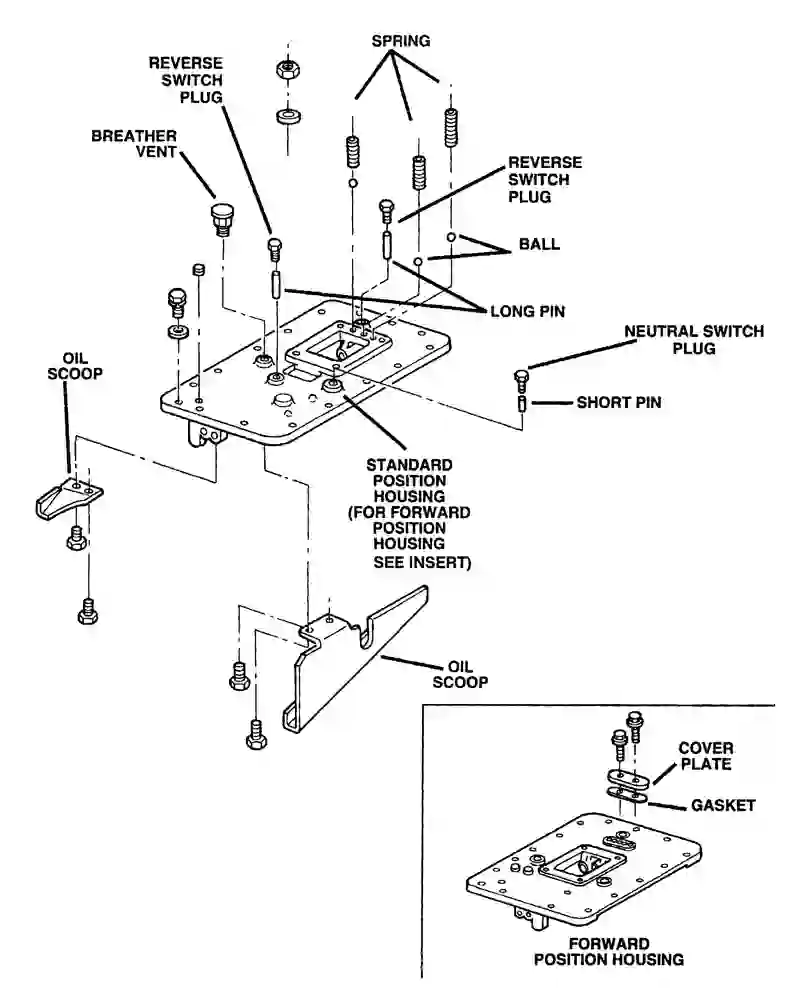 SPRING
REVERSE
SWITCH
PLUG
BREATHER
VENT
REVERSE
SWITCH
PLUG
BALL
LONG PIN
NEUTRAL SWITCH
PLUG
SHORT PIN
OIL
SCOOP
STANDARD
POSITION
HOUSING
(FOR FORWARD
POSITION
HOUSING
SEE INSERT)
OIL
SCOOP
COVER
PLATE
GASKET
FORWARD
POSITION HOUSING